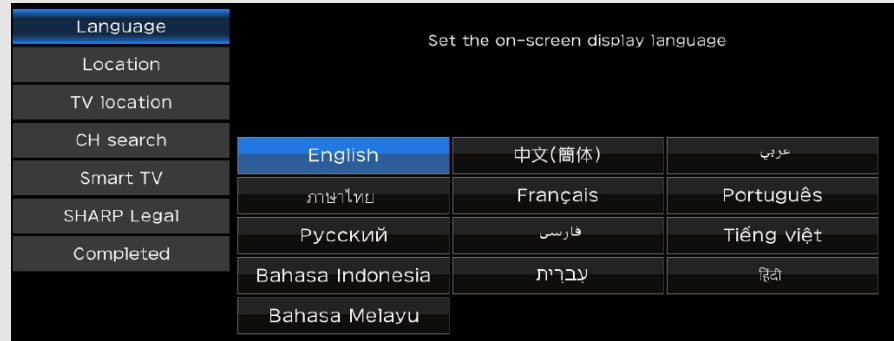 Language
Location
TV location
CH search
Smart TV
SHARP Legal
Completed
Set the on-screen display language
English
中文(簡体)
عربي
ภาษาไทย
Français
Português
Русский
فارسی
Tiếng việt
Bahasa Indonesia
עִברִית
हिंदी
Bahasa Melayu